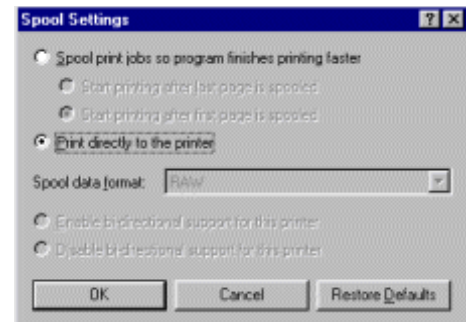 Spool Settings
Spool print jobs so program finishes printing faster
Start printing after last page is spooled
Start printing after first page is spooled
Print directly to the printer
Spool data format: RAW
Enable bi-directional support for this printer
Disable bi-directional support for this printer
OK Cancel Restore Defaults